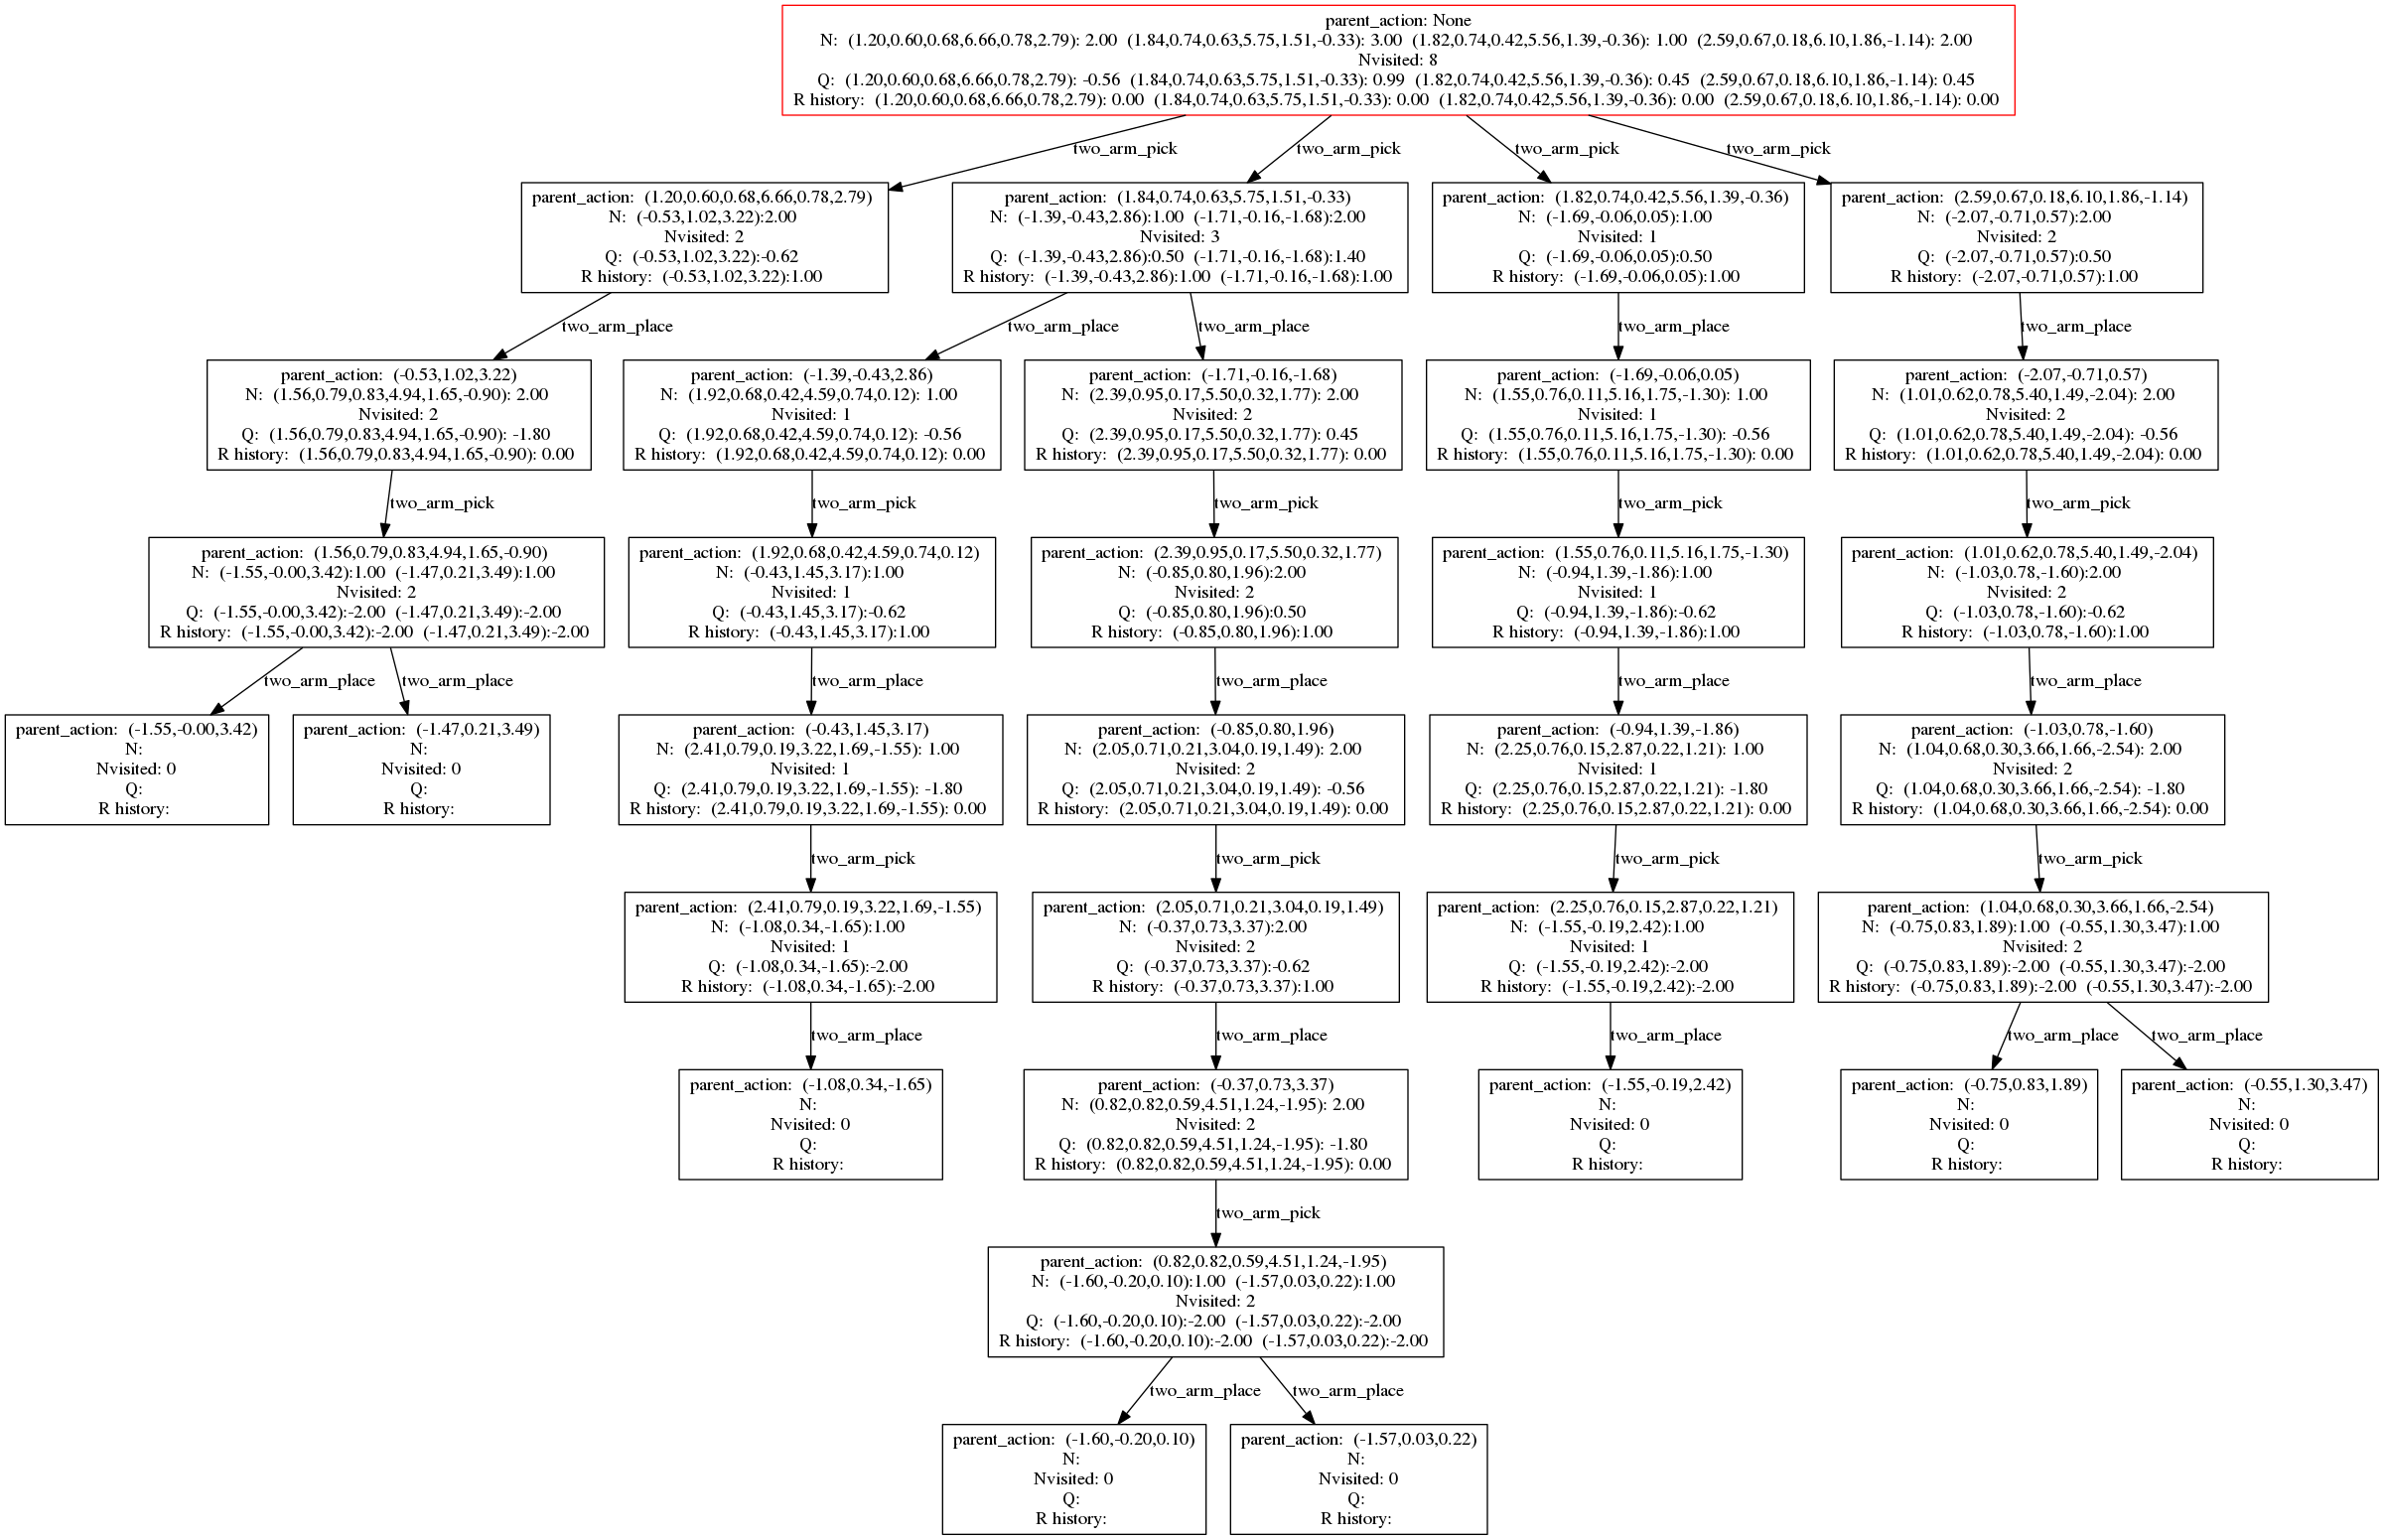 parent_action: None
N: (1.20,0.60,0.68,6.66,0.78,2.79): 2.00 (1.84,0.74,0.63,5.75,1.51,-0.33): 3.00 (1.82,0.74,0.42,5.56,1.39,-0.36): 1.00 (2.59,0.67,0.18,6.10,1.86,-1.14): 2.00
Nvisited: 8
Q: (1.20,0.60,0.68,6.66,0.78,2.79): -0.56 (1.84,0.74,0.63,5.75,1.51,-0.33): 0.99 (1.82,0.74,0.42,5.56,1.39,-0.36): 0.45 (2.59,0.67,0.18,6.10,1.86,-1.14): 0.45
R history: (1.20,0.60,0.68,6.66,0.78,2.79): 0.00 (1.84,0.74,0.63,5.75,1.51,-0.33): 0.00 (1.82,0.74,0.42,5.56,1.39,-0.36): 0.00 (2.59,0.67,0.18,6.10,1.86,-1.14): 0.00
two_arm_pick
two_arm_pick
two_arm_pick
two_arm_pick
parent_action: (1.20,0.60,0.68,6.66,0.78,2.79)
N: (-0.53,1.02,3.22):2.00
Nvisited: 2
Q: (-0.53,1.02,3.22):-0.62
R history: (-0.53,1.02,3.22):1.00
parent_action: (1.84,0.74,0.63,5.75,1.51,-0.33)
N: (-1.39,-0.43,2.86):1.00 (-1.71,-0.16,-1.68):2.00
Nvisited: 3
Q: (-1.39,-0.43,2.86):0.50 (-1.71,-0.16,-1.68):1.40
R history: (-1.39,-0.43,2.86):1.00 (-1.71,-0.16,-1.68):1.00
parent_action: (1.82,0.74,0.42,5.56,1.39,-0.36)
N: (-1.69,-0.06,0.05):1.00
Nvisited: 1
Q: (-1.69,-0.06,0.05):0.50
R history: (-1.69,-0.06,0.05):1.00
parent_action: (2.59,0.67,0.18,6.10,1.86,-1.14)
N: (-2.07,-0.71,0.57):2.00
Nvisited: 2
Q: (-2.07,-0.71,0.57):0.50
R history: (-2.07,-0.71,0.57):1.00
two_arm_place
two_arm_place
two_arm_place
two_arm_place
two_arm_place
parent_action: (-0.53,1.02,3.22)
N: (1.56,0.79,0.83,4.94,1.65,-0.90): 2.00
Nvisited: 2
Q: (1.56,0.79,0.83,4.94,1.65,-0.90): -1.80
R history: (1.56,0.79,0.83,4.94,1.65,-0.90): 0.00
parent_action: (-1.39,-0.43,2.86)
N: (1.92,0.68,0.42,4.59,0.74,0.12): 1.00
Nvisited: 1
Q: (1.92,0.68,0.42,4.59,0.74,0.12): -0.56
R history: (1.92,0.68,0.42,4.59,0.74,0.12): 0.00
parent_action: (-1.71,-0.16,-1.68)
N: (2.39,0.95,0.17,5.50,0.32,1.77): 2.00
Nvisited: 2
Q: (2.39,0.95,0.17,5.50,0.32,1.77): 0.45
R history: (2.39,0.95,0.17,5.50,0.32,1.77): 0.00
parent_action: (-1.69,-0.06,0.05)
N: (1.55,0.76,0.11,5.16,1.75,-1.30): 1.00
Nvisited: 1
Q: (1.55,0.76,0.11,5.16,1.75,-1.30): -0.56
R history: (1.55,0.76,0.11,5.16,1.75,-1.30): 0.00
parent_action: (-2.07,-0.71,0.57)
N: (1.01,0.62,0.78,5.40,1.49,-2.04): 2.00
Nvisited: 2
Q: (1.01,0.62,0.78,5.40,1.49,-2.04): -0.56
R history: (1.01,0.62,0.78,5.40,1.49,-2.04): 0.00
two_arm_pick
two_arm_pick
two_arm_pick
two_arm_pick
two_arm_pick
parent_action: (1.56,0.79,0.83,4.94,1.65,-0.90)
N: (-1.55,-0.00,3.42):1.00 (-1.47,0.21,3.49):1.00
Nvisited: 2
Q: (-1.55,-0.00,3.42):-2.00 (-1.47,0.21,3.49):-2.00
R history: (-1.55,-0.00,3.42):-2.00 (-1.47,0.21,3.49):-2.00
parent_action: (1.92,0.68,0.42,4.59,0.74,0.12)
N: (-0.43,1.45,3.17):1.00
Nvisited: 1
Q: (-0.43,1.45,3.17):-0.62
R history: (-0.43,1.45,3.17):1.00
parent_action: (2.39,0.95,0.17,5.50,0.32,1.77)
N: (-0.85,0.80,1.96):2.00
Nvisited: 2
Q: (-0.85,0.80,1.96):0.50
R history: (-0.85,0.80,1.96):1.00
parent_action: (1.55,0.76,0.11,5.16,1.75,-1.30)
N: (-0.94,1.39,-1.86):1.00
Nvisited: 1
Q: (-0.94,1.39,-1.86):-0.62
R history: (-0.94,1.39,-1.86):1.00
parent_action: (1.01,0.62,0.78,5.40,1.49,-2.04)
N: (-1.03,0.78,-1.60):2.00
Nvisited: 2
Q: (-1.03,0.78,-1.60):-0.62
R history: (-1.03,0.78,-1.60):1.00
two_arm_place
two_arm_place
two_arm_place
two_arm_place
two_arm_place
two_arm_place
parent_action: (-1.55,-0.00,3.42)
N:
Nvisited: 0
Q:
R history:
parent_action: (-1.47,0.21,3.49)
N:
Nvisited: 0
Q:
R history:
parent_action: (-0.43,1.45,3.17)
N: (2.41,0.79,0.19,3.22,1.69,-1.55): 1.00
Nvisited: 1
Q: (2.41,0.79,0.19,3.22,1.69,-1.55): -1.80
R history: (2.41,0.79,0.19,3.22,1.69,-1.55): 0.00
parent_action: (-0.85,0.80,1.96)
N: (2.05,0.71,0.21,3.04,0.19,1.49): 2.00
Nvisited: 2
Q: (2.05,0.71,0.21,3.04,0.19,1.49): -0.56
R history: (2.05,0.71,0.21,3.04,0.19,1.49): 0.00
parent_action: (-0.94,1.39,-1.86)
N: (2.25,0.76,0.15,2.87,0.22,1.21): 1.00
Nvisited: 1
Q: (2.25,0.76,0.15,2.87,0.22,1.21): -1.80
R history: (2.25,0.76,0.15,2.87,0.22,1.21): 0.00
parent_action: (-1.03,0.78,-1.60)
N: (1.04,0.68,0.30,3.66,1.66,-2.54): 2.00
Nvisited: 2
Q: (1.04,0.68,0.30,3.66,1.66,-2.54): -1.80
R history: (1.04,0.68,0.30,3.66,1.66,-2.54): 0.00
two_arm_pick
two_arm_pick
two_arm_pick
two_arm_pick
parent_action: (2.41,0.79,0.19,3.22,1.69,-1.55)
N: (-1.08,0.34,-1.65):1.00
Nvisited: 1
Q: (-1.08,0.34,-1.65):-2.00
R history: (-1.08,0.34,-1.65):-2.00
parent_action: (2.05,0.71,0.21,3.04,0.19,1.49)
N: (-0.37,0.73,3.37):2.00
Nvisited: 2
Q: (-0.37,0.73,3.37):-0.62
R history: (-0.37,0.73,3.37):1.00
parent_action: (2.25,0.76,0.15,2.87,0.22,1.21)
N: (-1.55,-0.19,2.42):1.00
Nvisited: 1
Q: (-1.55,-0.19,2.42):-2.00
R history: (-1.55,-0.19,2.42):-2.00
parent_action: (1.04,0.68,0.30,3.66,1.66,-2.54)
N: (-0.75,0.83,1.89):1.00 (-0.55,1.30,3.47):1.00
Nvisited: 2
Q: (-0.75,0.83,1.89):-2.00 (-0.55,1.30,3.47):-2.00
R history: (-0.75,0.83,1.89):-2.00 (-0.55,1.30,3.47):-2.00
two_arm_place
two_arm_place
two_arm_place
two_arm_place
two_arm_place
parent_action: (-1.08,0.34,-1.65)
N:
Nvisited: 0
Q:
R history:
parent_action: (-0.37,0.73,3.37)
N: (0.82,0.82,0.59,4.51,1.24,-1.95): 2.00
Nvisited: 2
Q: (0.82,0.82,0.59,4.51,1.24,-1.95): -1.80
R history: (0.82,0.82,0.59,4.51,1.24,-1.95): 0.00
parent_action: (-1.55,-0.19,2.42)
N:
Nvisited: 0
Q:
R history:
parent_action: (-0.75,0.83,1.89)
N:
Nvisited: 0
Q:
R history:
parent_action: (-0.55,1.30,3.47)
N:
Nvisited: 0
Q:
R history:
two_arm_pick
parent_action: (0.82,0.82,0.59,4.51,1.24,-1.95)
N: (-1.60,-0.20,0.10):1.00 (-1.57,0.03,0.22):1.00
Nvisited: 2
Q: (-1.60,-0.20,0.10):-2.00 (-1.57,0.03,0.22):-2.00
R history: (-1.60,-0.20,0.10):-2.00 (-1.57,0.03,0.22):-2.00
two_arm_place
two_arm_place
parent_action: (-1.60,-0.20,0.10)
N:
Nvisited: 0
Q:
R history:
parent_action: (-1.57,0.03,0.22)
N:
Nvisited: 0
Q:
R history: